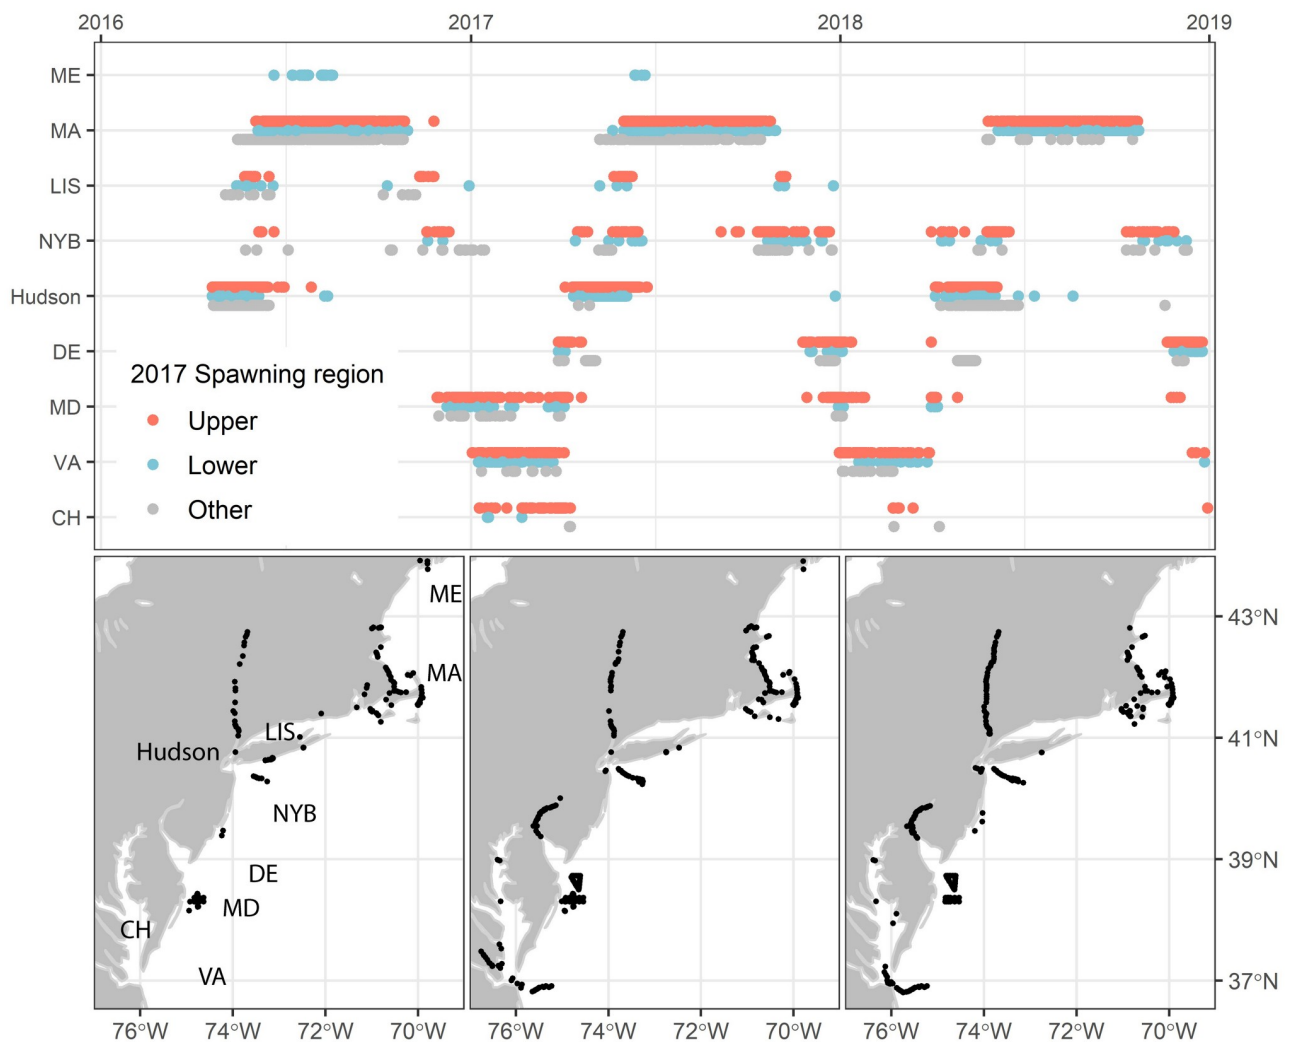 2016 2017 2018 2019
ME
MA
LIS
NYB
Hudson
DE
MD
VA
CH
2017 Spawning region
Upper
Lower
Other
ME
MA
LIS
Hudson
NYB
DE
MD
CH
VA
43°N
41°N
39°N
37°N
76°W 74°W 72°W 70°W 76°W 74°W 72°W 70°W 76°W 74°W 72°W 70°W